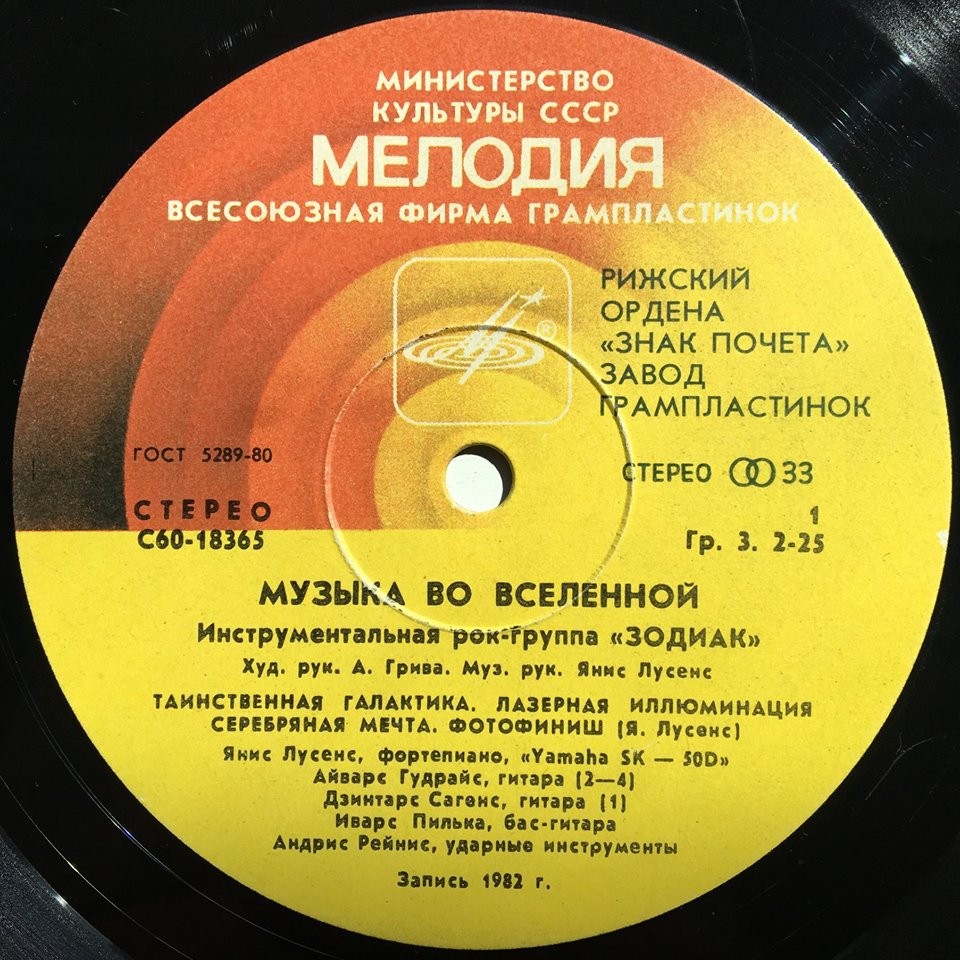 МИНИСТЕРСТВО
КУЛЬТУРЫ СССР
МЕЛОДИЯ
ВСЕСОЮЗНАЯ ФИРМА ГРАМПЛАСТИНОК
®
РИЖСКИЙ
ОРДЕНА
«ЗНАК ПОЧЕТА»
ЗАВОД
ГРАМПЛАСТИНОК
ГОСТ 5289-80
СТЕРЕО 33
СТЕРЕО
С60-18365
1
Гр. 3. 2-25
МУЗЫКА ВО ВСЕЛЕННОЙ
Инструментальная рок-группа «ЗОДИАК»
Худ. рук. А. Грива. Муз. рук. Янис Лусенс
ТАИНСТВЕННАЯ ГАЛАКТИКА. ЛАЗЕРНАЯ ИЛЛЮМИНАЦИЯ
СЕРЕБРЯНАЯ МЕЧТА. ФОТОФИНИШ (Я. Лусенс)
Янис Лусенс, фортепиано, «Yamaha SK — 50D»
Айварс Гудрайс, гитара (2—4)
Дзинтарс Сагенс, гитара (1)
Иварс Пилька, бас-гитара
Андрис Рейнис, ударные инструменты
Запись 1982 г.